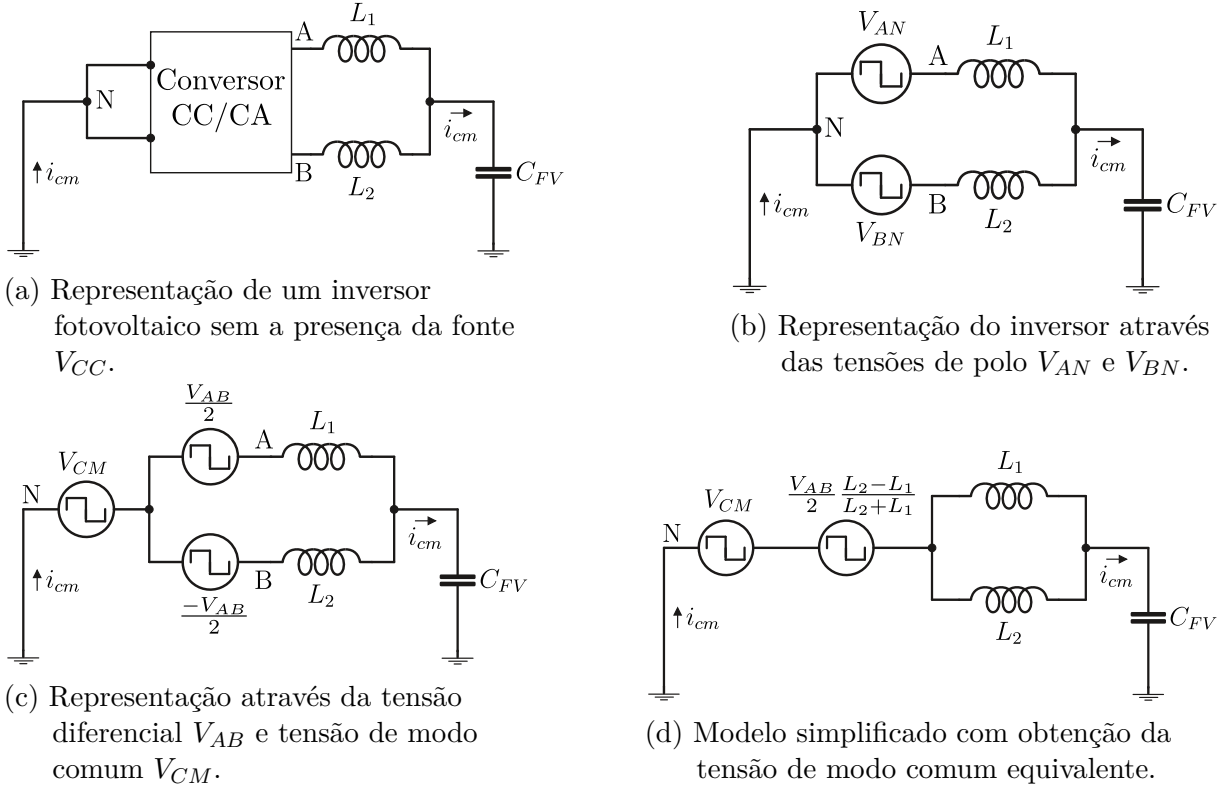 A
L₁
Conversor
CC/CA
N
i_cm
i_cm
B
L₂
C_FV
(a) Representação de um inversor
fotovoltaico sem a presença da fonte
V_CC.
V_AN
A
L₁
N
i_cm
i_cm
B
V_BN
L₂
C_FV
(b) Representação do inversor através
das tensões de polo V_AN e V_BN.
V_AB/2
A
L₁
V_CM
N
i_cm
i_cm
B
L₂
−V_AB/2
C_FV
(c) Representação através da tensão
diferencial V_AB e tensão de modo
comum V_CM.
L₁
V_CM
V_AB/2 L₂−L₁/L₂+L₁
N
i_cm
i_cm
L₂
C_FV
(d) Modelo simplificado com obtenção da
tensão de modo comum equivalente.